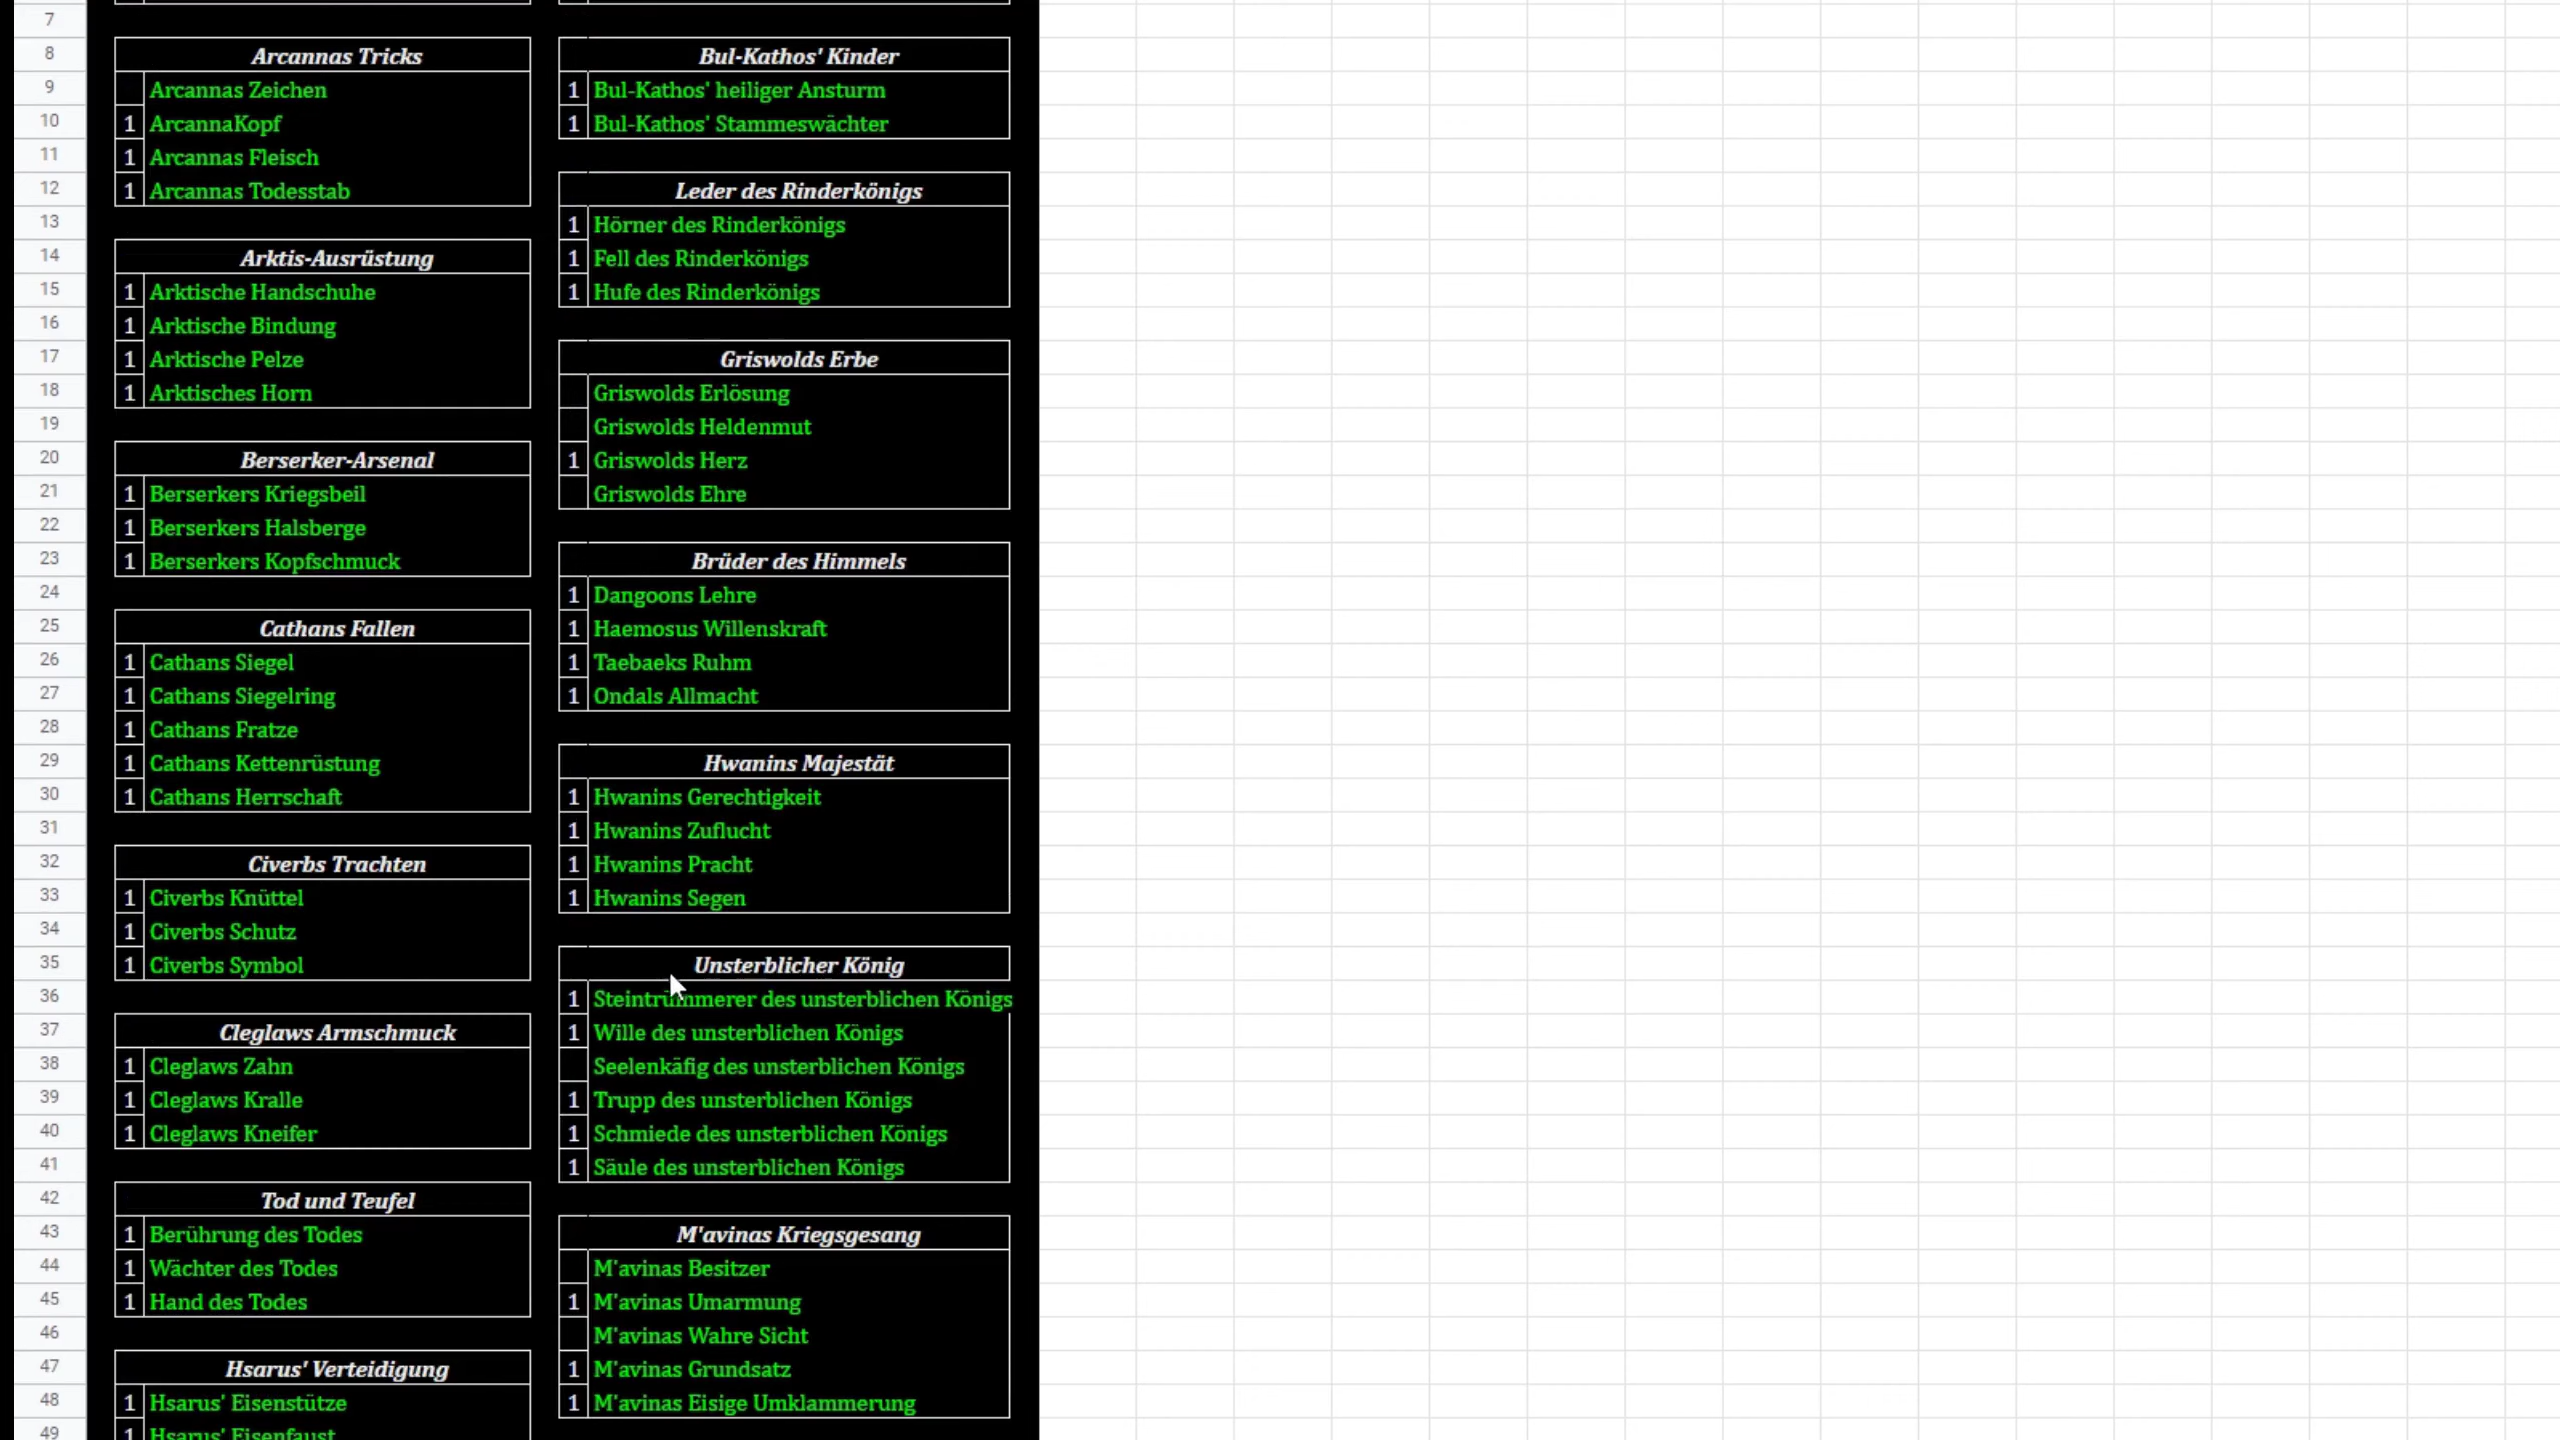 7
8 Arcannas Tricks Bul-Kathos' Kinder
9 Arcannas Zeichen 1 Bul-Kathos' heiliger Ansturm
10 1 ArcannaKopf 1 Bul-Kathos' Stammeswächter
11 1 Arcannas Fleisch
12 1 Arcannas Todesstab Leder des Rinderkönigs
13 1 Hörner des Rinderkönigs
14 Arktis-Ausrüstung 1 Fell des Rinderkönigs
15 1 Arktische Handschuhe 1 Hufe des Rinderkönigs
16 1 Arktische Bindung
17 1 Arktische Pelze Griswolds Erbe
18 1 Arktisches Horn Griswolds Erlösung
19 Griswolds Heldenmut
20 Berserker-Arsenal 1 Griswolds Herz
21 1 Berserkers Kriegsbeil Griswolds Ehre
22 1 Berserkers Halsberge
23 1 Berserkers Kopfschmuck Brüder des Himmels
24 1 Dangoons Lehre
25 Cathans Fallen 1 Haemosus Willenskraft
26 1 Cathans Siegel 1 Taebaeks Ruhm
27 1 Cathans Siegelring 1 Ondals Allmacht
28 1 Cathans Fratze
29 1 Cathans Kettenrüstung Hwanins Majestät
30 1 Cathans Herrschaft 1 Hwanins Gerechtigkeit
31 1 Hwanins Zuflucht
32 Civerbs Trachten 1 Hwanins Pracht
33 1 Civerbs Knüttel 1 Hwanins Segen
34 1 Civerbs Schutz
35 1 Civerbs Symbol Unsterblicher König
36 1 Steintrümmerer des unsterblichen Königs
37 Cleglaws Armschmuck 1 Wille des unsterblichen Königs
38 1 Cleglaws Zahn Seelenkäfig des unsterblichen Königs
39 1 Cleglaws Kralle 1 Trupp des unsterblichen Königs
40 1 Cleglaws Kneifer 1 Schmiede des unsterblichen Königs
41 1 Säule des unsterblichen Königs
42 Tod und Teufel
43 1 Berührung des Todes M'avinas Kriegsgesang
44 1 Wächter des Todes M'avinas Besitzer
45 1 Hand des Todes 1 M'avinas Umarmung
46 M'avinas Wahre Sicht
47 Hsarus' Verteidigung 1 M'avinas Grundsatz
48 1 Hsarus' Eisenstütze 1 M'avinas Eisige Umklammerung
49 1 Hsarus' Eisenfaust